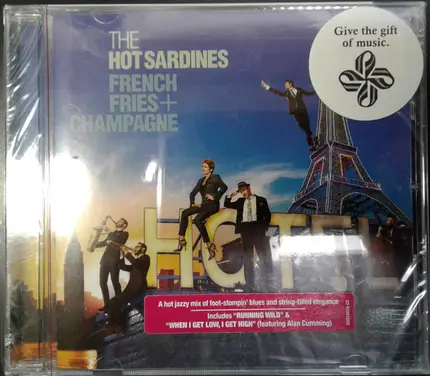 THE
HOT SARDINES
FRENCH
FRIES+
CHAMPAGNE
Give the gift
of music.
HOTEL
A hot jazzy mix of foot-stompin' blues and string-filled elegance
Includes "RUNNING WILD" &
"WHEN I GET LOW, I GET HIGH" (featuring Alan Cumming)